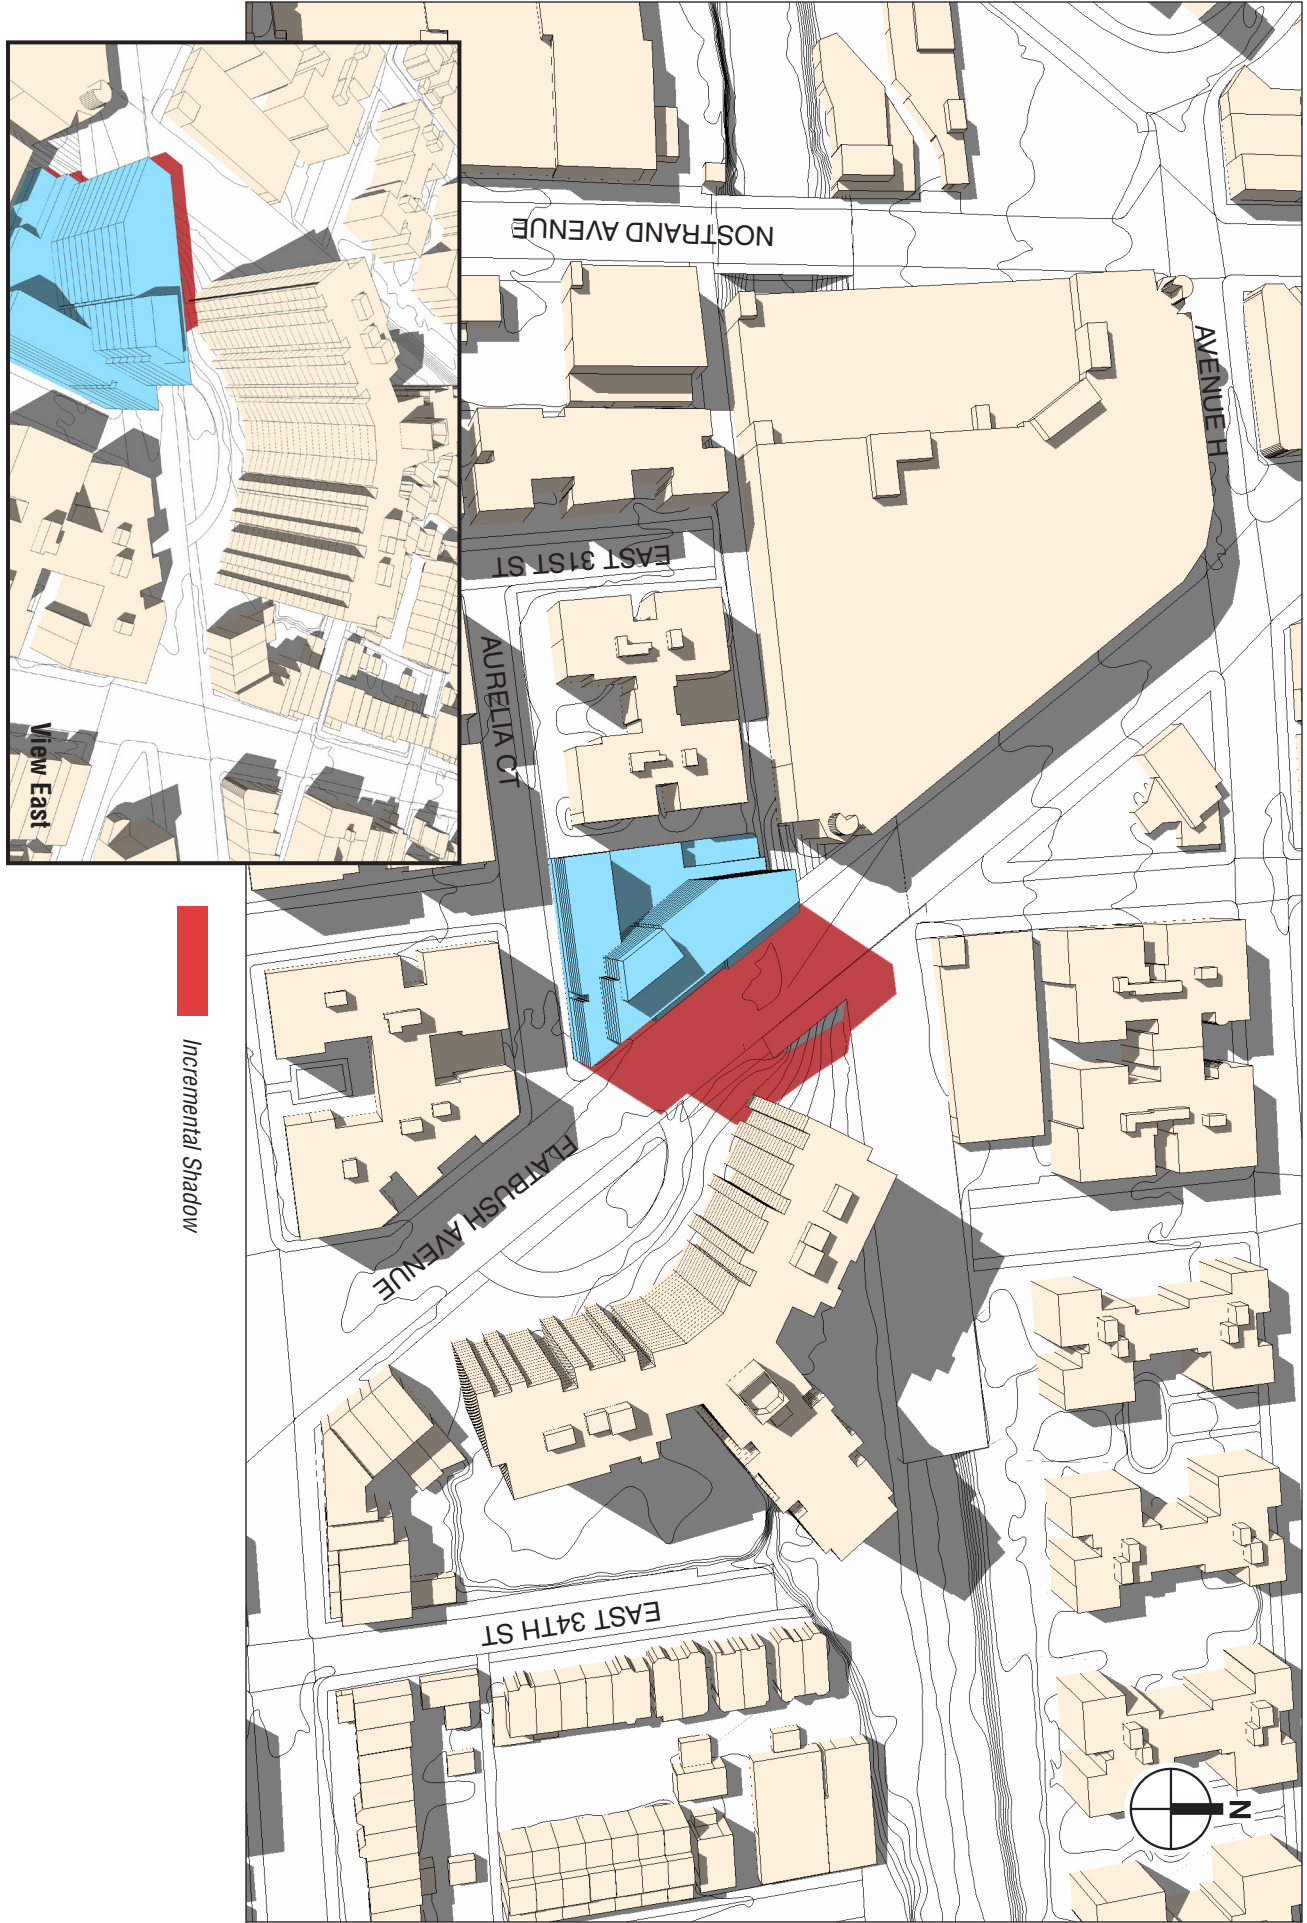 NOSTRAND AVENUE
AVENUE H
EAST 31ST ST
AURELIA CT
FLATBUSH AVENUE
EAST 34TH ST
N
View East
Incremental Shadow